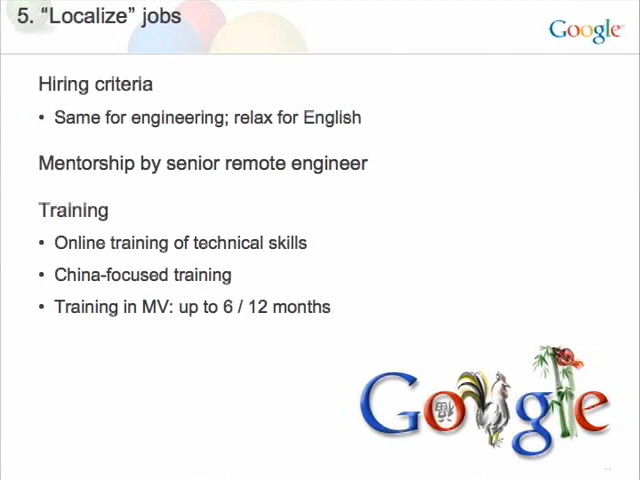 5. “Localize” jobs
Google™
Hiring criteria
• Same for engineering; relax for English
Mentorship by senior remote engineer
Training
• Online training of technical skills
• China-focused training
• Training in MV: up to 6 / 12 months
Google